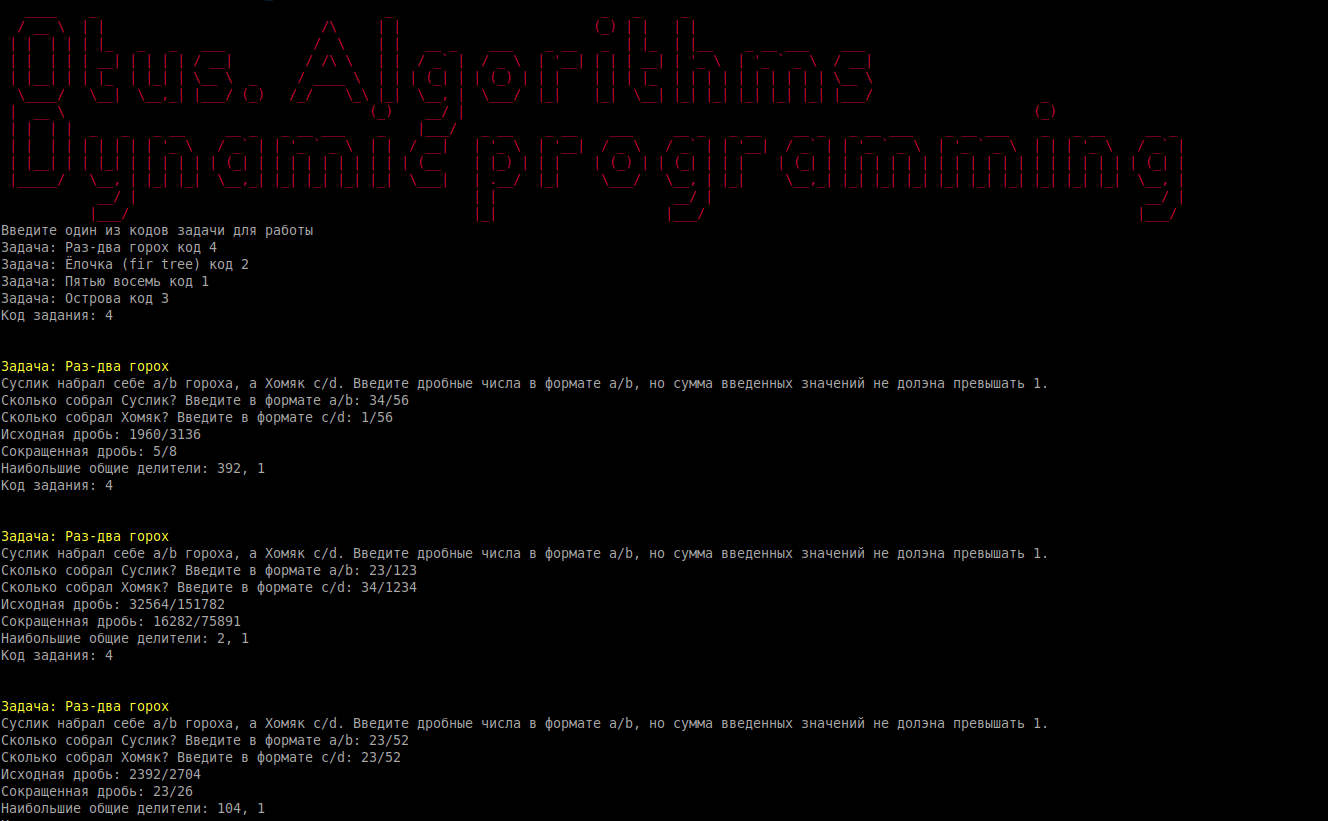 Otus. Algorithms
Dynamic programming
Введите один из кодов задачи для работы
Задача: Раз-два горох код 4
Задача: Ёлочка (fir tree) код 2
Задача: Пятью восемь код 1
Задача: Острова код 3
Код задания: 4
Задача: Раз-два горох
Суслик набрал себе a/b гороха, а Хомяк c/d. Введите дробные числа в формате a/b, но сумма введенных значений не долэна превышать 1.
Сколько собрал Суслик? Введите в формате a/b: 34/56
Сколько собрал Хомяк? Введите в формате c/d: 1/56
Исходная дробь: 1960/3136
Сокращенная дробь: 5/8
Наибольшие общие делители: 392, 1
Код задания: 4
Задача: Раз-два горох
Суслик набрал себе a/b гороха, а Хомяк c/d. Введите дробные числа в формате a/b, но сумма введенных значений не долэна превышать 1.
Сколько собрал Суслик? Введите в формате a/b: 23/123
Сколько собрал Хомяк? Введите в формате c/d: 34/1234
Исходная дробь: 32564/151782
Сокращенная дробь: 16282/75891
Наибольшие общие делители: 2, 1
Код задания: 4
Задача: Раз-два горох
Суслик набрал себе a/b гороха, а Хомяк c/d. Введите дробные числа в формате a/b, но сумма введенных значений не долэна превышать 1.
Сколько собрал Суслик? Введите в формате a/b: 23/52
Сколько собрал Хомяк? Введите в формате c/d: 23/52
Исходная дробь: 2392/2704
Сокращенная дробь: 23/26
Наибольшие общие делители: 104, 1